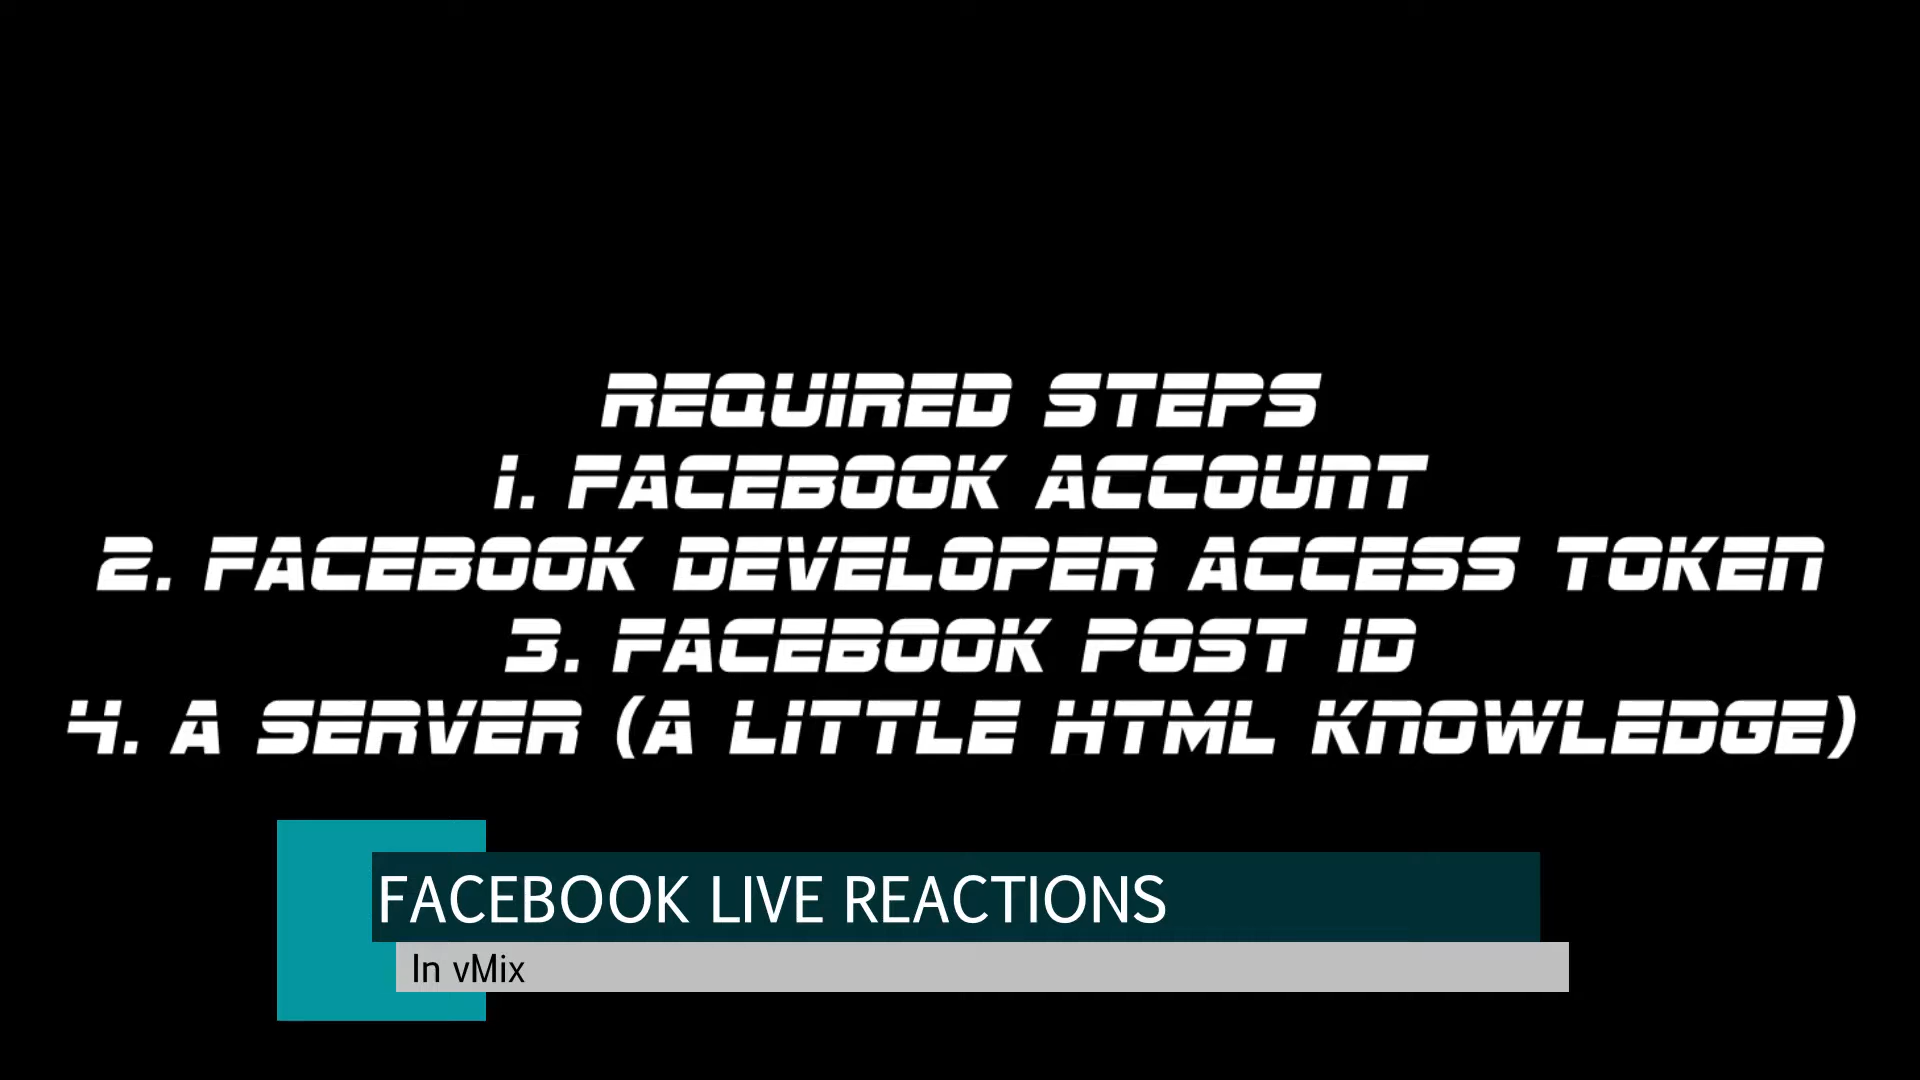 REQUIRED STEPS
1. FACEBOOK ACCOUNT
2. FACEBOOK DEVELOPER ACCESS TOKEN
3. FACEBOOK POST ID
4. A SERVER (A LITTLE HTML KNOWLEDGE)
FACEBOOK LIVE REACTIONS
In vMix